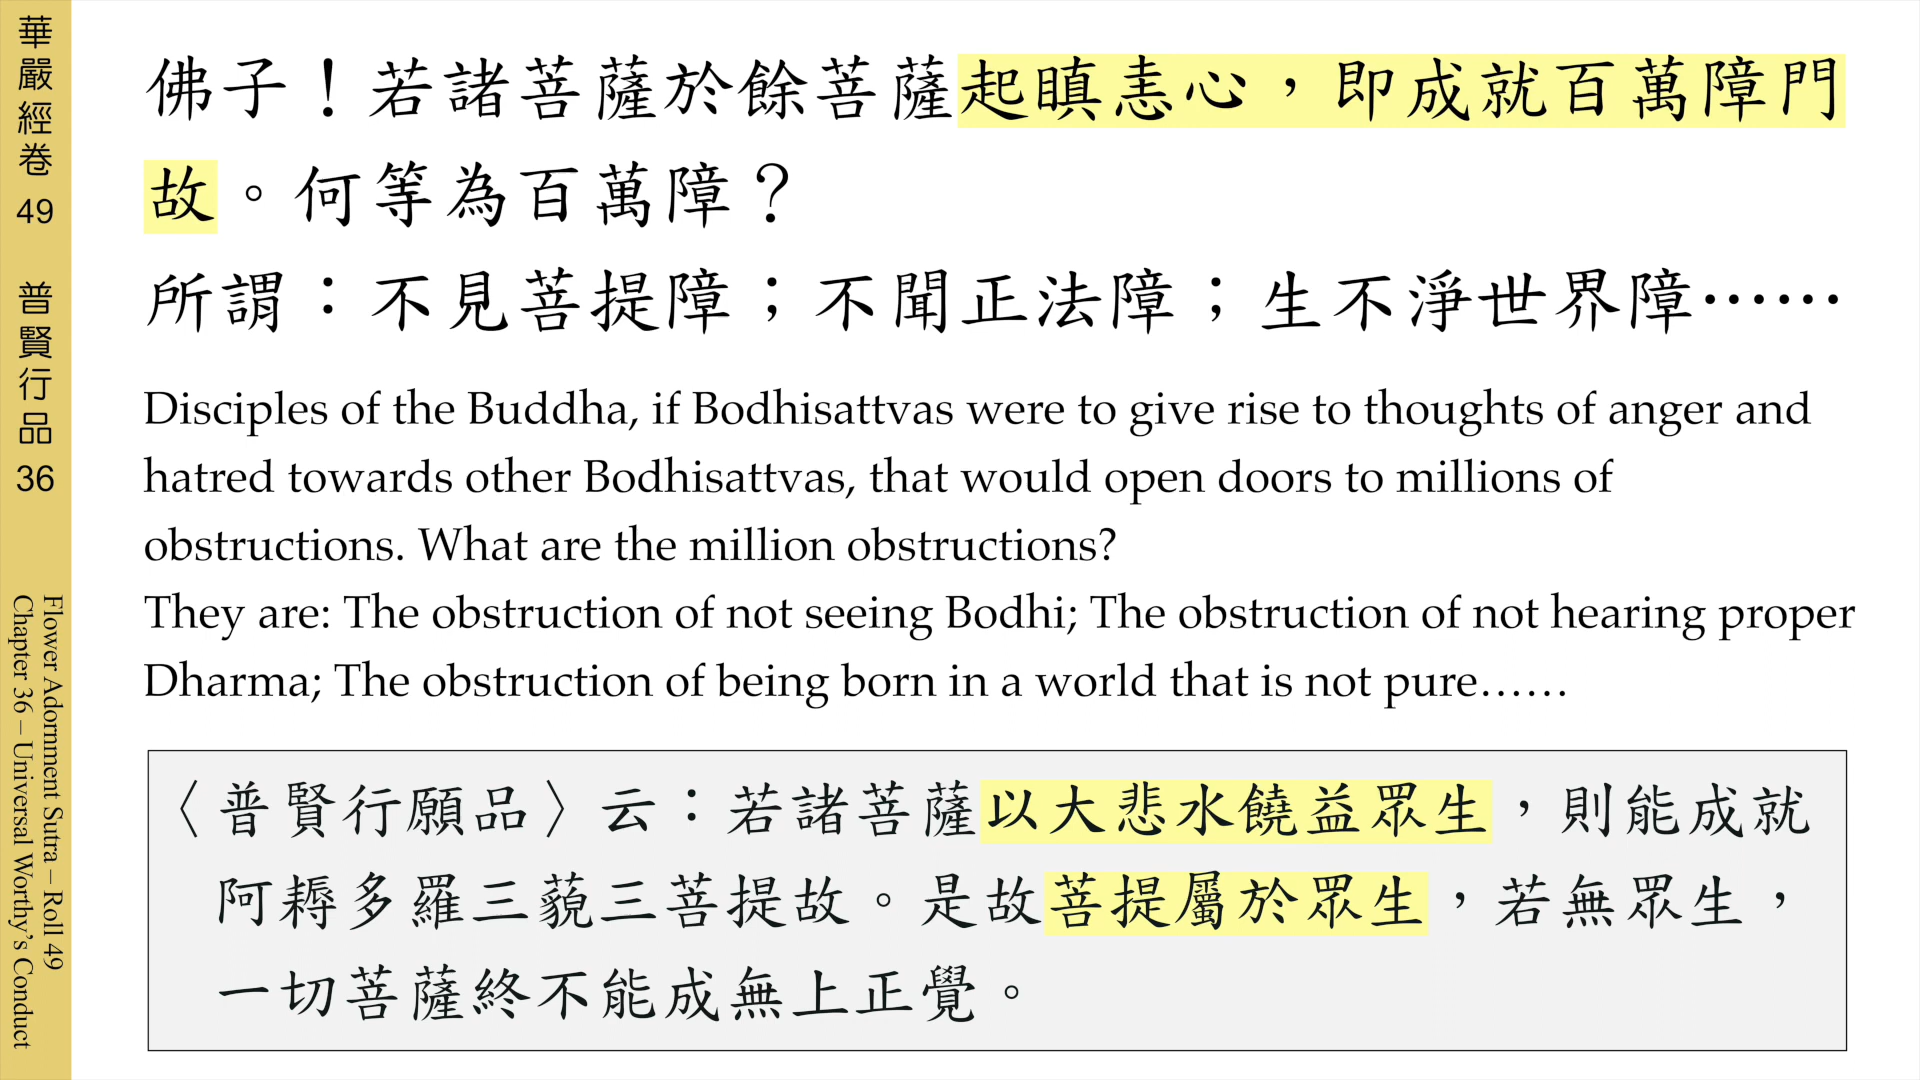 華嚴經卷 49 普賢行品 36
Flower Adornment Sutra – Roll 49
Chapter 36 – Universal Worthy’s Conduct
佛子！若諸菩薩於餘菩薩起瞋恚心，即成就百萬障門
故。何等為百萬障？
所謂：不見菩提障；不聞正法障；生不淨世界障……
Disciples of the Buddha, if Bodhisattvas were to give rise to thoughts of anger and
hatred towards other Bodhisattvas, that would open doors to millions of
obstructions. What are the million obstructions?
They are: The obstruction of not seeing Bodhi; The obstruction of not hearing proper
Dharma; The obstruction of being born in a world that is not pure……
〈普賢行願品〉云：若諸菩薩以大悲水饒益眾生，則能成就
阿耨多羅三藐三菩提故。是故菩提屬於眾生，若無眾生，
一切菩薩終不能成無上正覺。